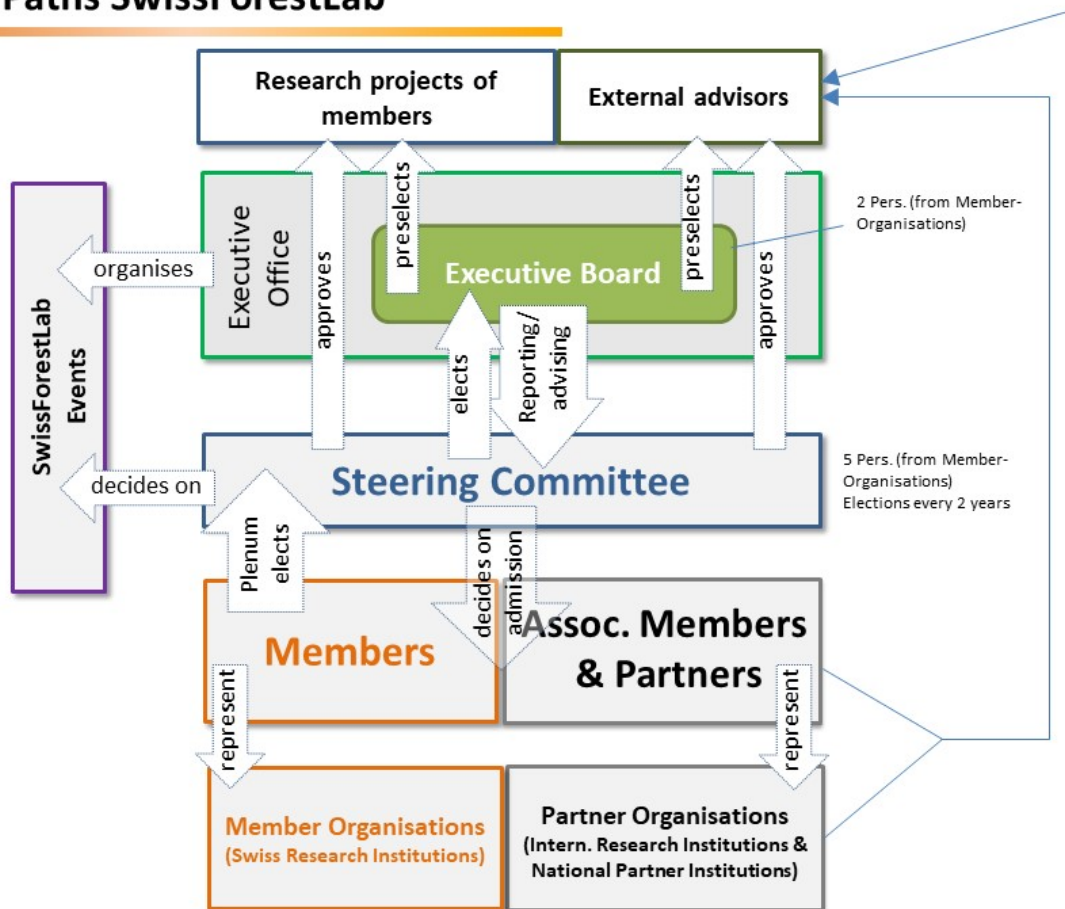 Paths SwissForestLab
Research projects of
members
External advisors
2 Pers. (from Member-
Organisations)
Executive
Office
Executive Board
preselects
preselects
approves
approves
organises
SwissForestLab
Events
elects
Reporting/
advising
Steering Committee
5 Pers. (from Member-
Organisations)
Elections every 2 years
decides on
Plenum
elects
decides on
admission
Members
Assoc. Members
& Partners
represent
represent
Member Organisations
(Swiss Research Institutions)
Partner Organisations
(Intern. Research Institutions &
National Partner Institutions)